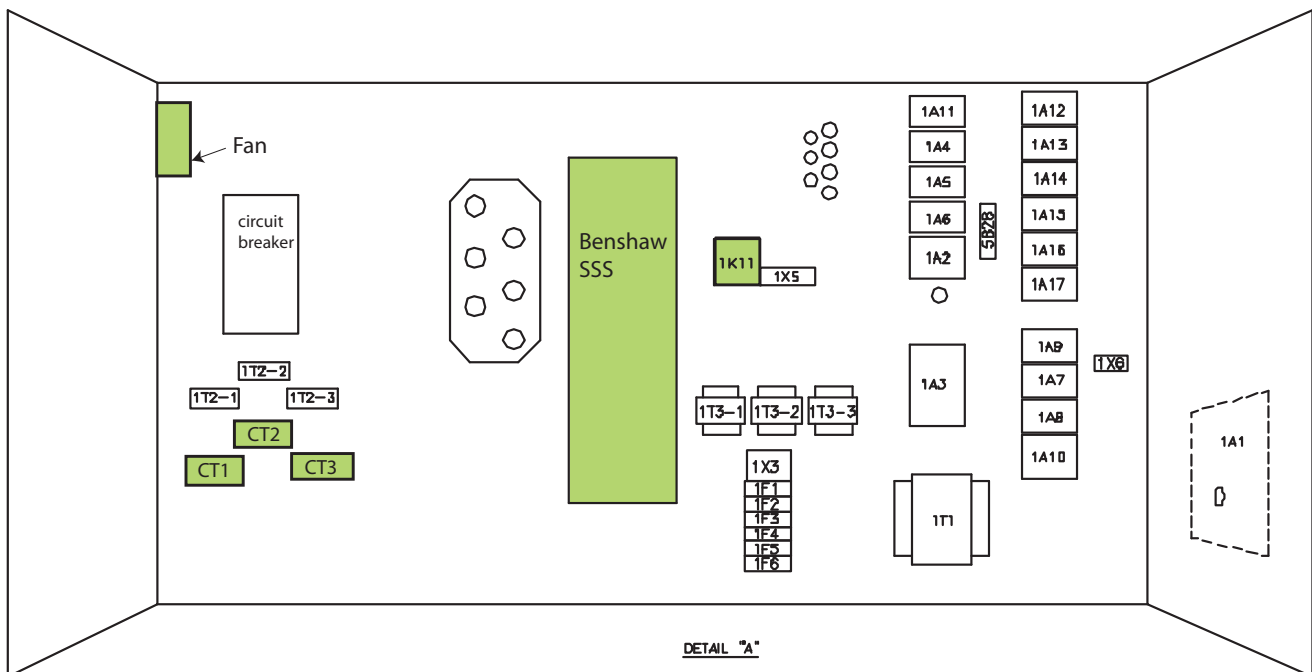 Fan
circuit
breaker
1T2-2
1T2-1
1T2-3
CT2
CT1
CT3
Benshaw
SSS
1K11
1X5
1T3-1
1T3-2
1T3-3
1X3
1F1
1F2
1F3
1F4
1F5
1F6
1A11
1A4
1A5
1A6
1A2
5B2B
1A3
1T1
1A12
1A13
1A14
1A15
1A16
1A17
1A9
1A7
1A8
1A10
1X6
1A1
DETAIL "A"